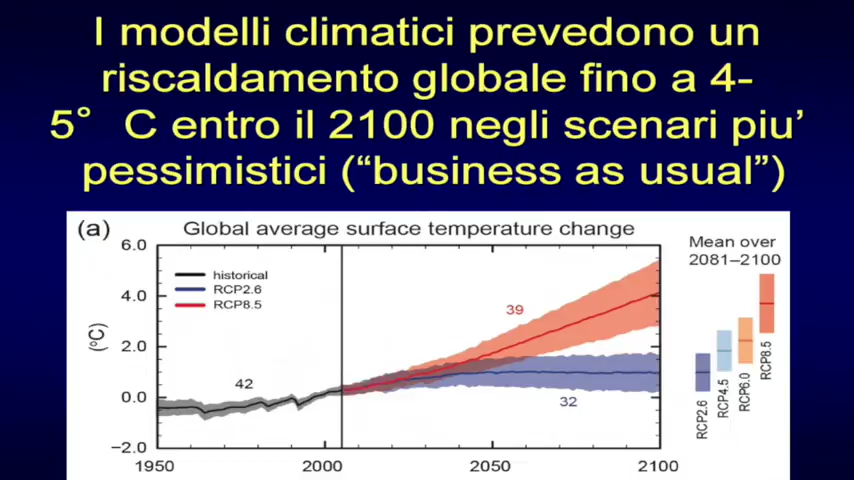 I modelli climatici prevedono un
riscaldamento globale fino a 4-
5° C entro il 2100 negli scenari piu'
pessimistici (“business as usual”)
(a) Global average surface temperature change
Mean over
2081–2100
6.0
4.0
2.0
0.0
−2.0
(°C)
historical
RCP2.6
RCP8.5
42
39
32
1950
2000
2050
2100
RCP2.6
RCP4.5
RCP6.0
RCP8.5